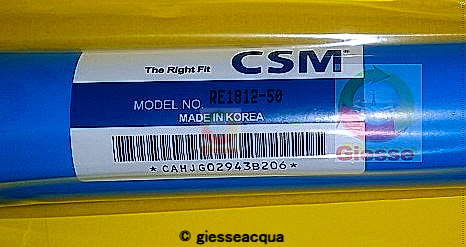 The Right Fit CSM
MODEL NO. RE1812-50
MADE IN KOREA
Giesse
*CAHJG02943B206*
© giesseacqua